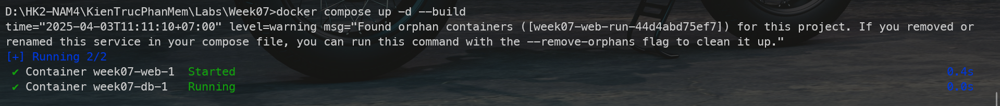 D:\HK2-NAM4\KienTrucPhanMem\Labs\Week07>docker compose up -d --build
time="2025-04-03T11:11:10+07:00" level=warning msg="Found orphan containers ([week07-web-run-44d4abd75ef7]) for this project. If you removed or
renamed this service in your compose file, you can run this command with the --remove-orphans flag to clean it up."
[+] Running 2/2
✔ Container week07-web-1 Started 0.4s
✔ Container week07-db-1 Running 0.0s